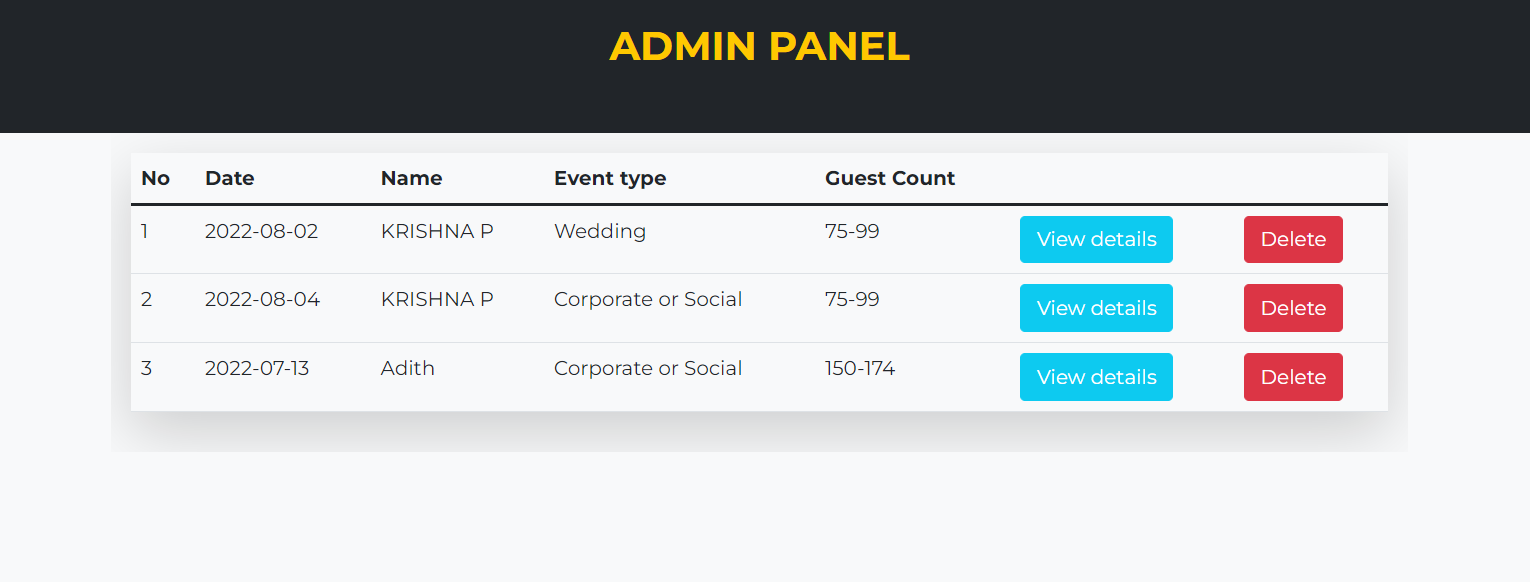 ADMIN PANEL
No Date Name Event type Guest Count
1 2022-08-02 KRISHNA P Wedding 75-99 View details Delete
2 2022-08-04 KRISHNA P Corporate or Social 75-99 View details Delete
3 2022-07-13 Adith Corporate or Social 150-174 View details Delete